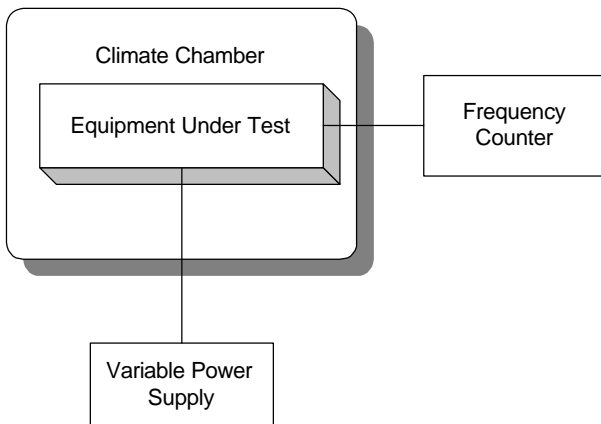 Climate Chamber
Equipment Under Test
Frequency
Counter
Variable Power
Supply